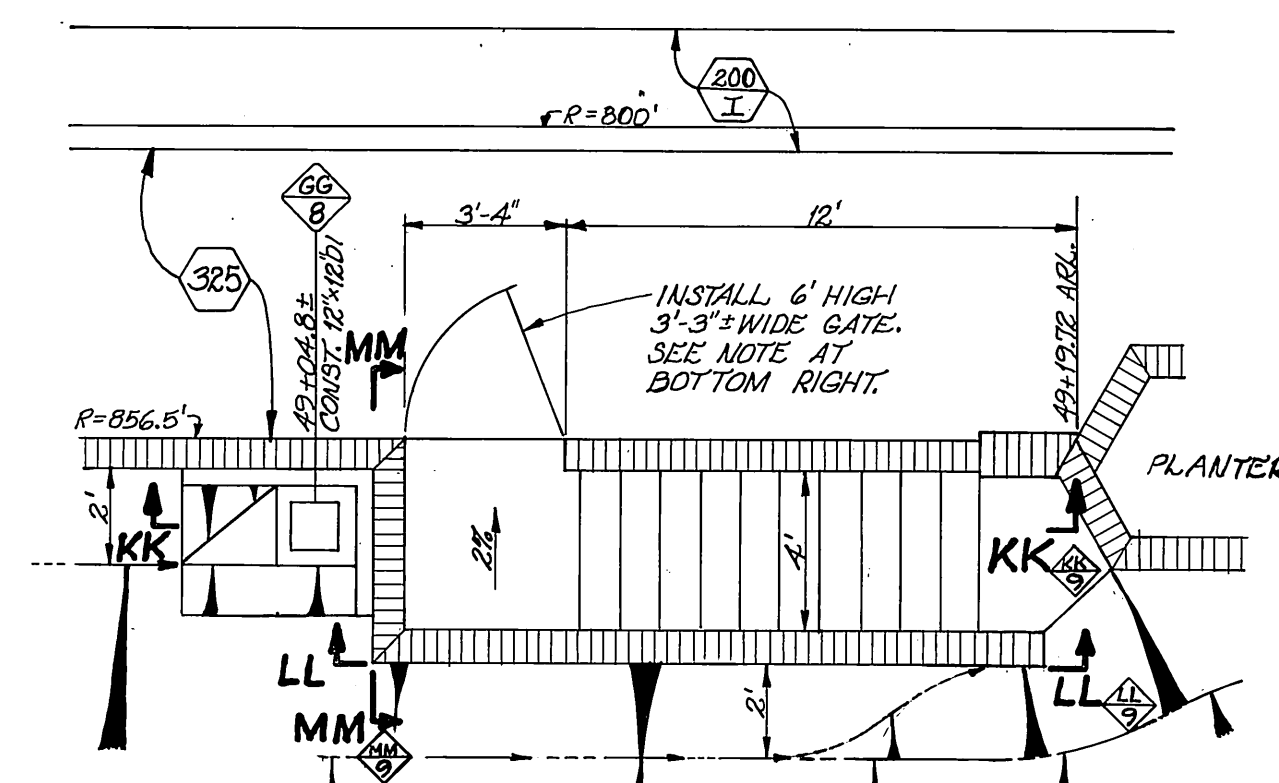 200
I
R=800'
GG
8
3'-4"
12'
325
49+04.8±
CONST. 12"x12"DI
MM
INSTALL 6' HIGH
3'-3"± WIDE GATE.
SEE NOTE AT
BOTTOM RIGHT.
49+19.72 ARL.
R=856.5'
PLANTER
2'
KK
2%
4'
KK
KK
9
LL
LL
LL
9
2'
MM
MM
9